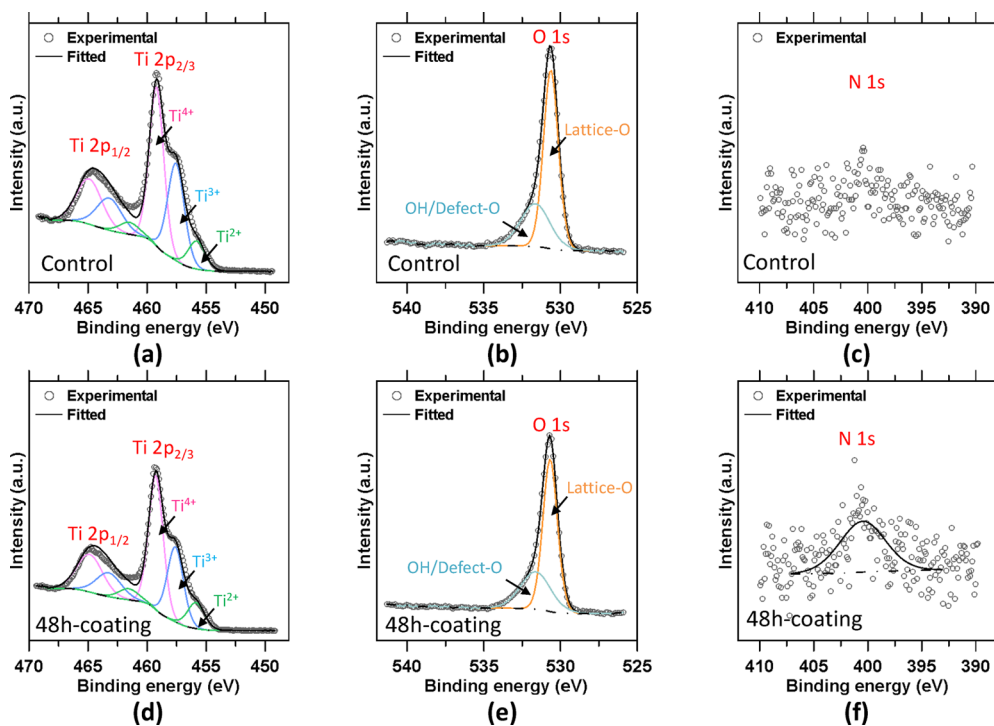 Experimental
Fitted
Ti 2p2/3
Ti4+
Ti 2p1/2
Ti3+
Ti2+
Control
Intensity (a.u.)
470 465 460 455 450
Binding energy (eV)
(a)
Experimental
Fitted
O 1s
Lattice-O
OH/Defect-O
Control
Intensity (a.u.)
540 535 530 525
Binding energy (eV)
(b)
Experimental
N 1s
Control
Intensity (a.u.)
410 405 400 395 390
Binding energy (eV)
(c)
Experimental
Fitted
Ti 2p2/3
Ti4+
Ti 2p1/2
Ti3+
Ti2+
48h-coating
Intensity (a.u.)
470 465 460 455 450
Binding energy (eV)
(d)
Experimental
Fitted
O 1s
Lattice-O
OH/Defect-O
48h-coating
Intensity (a.u.)
540 535 530 525
Binding energy (eV)
(e)
Experimental
Fitted
N 1s
48h-coating
Intensity (a.u.)
410 405 400 395 390
Binding energy (eV)
(f)